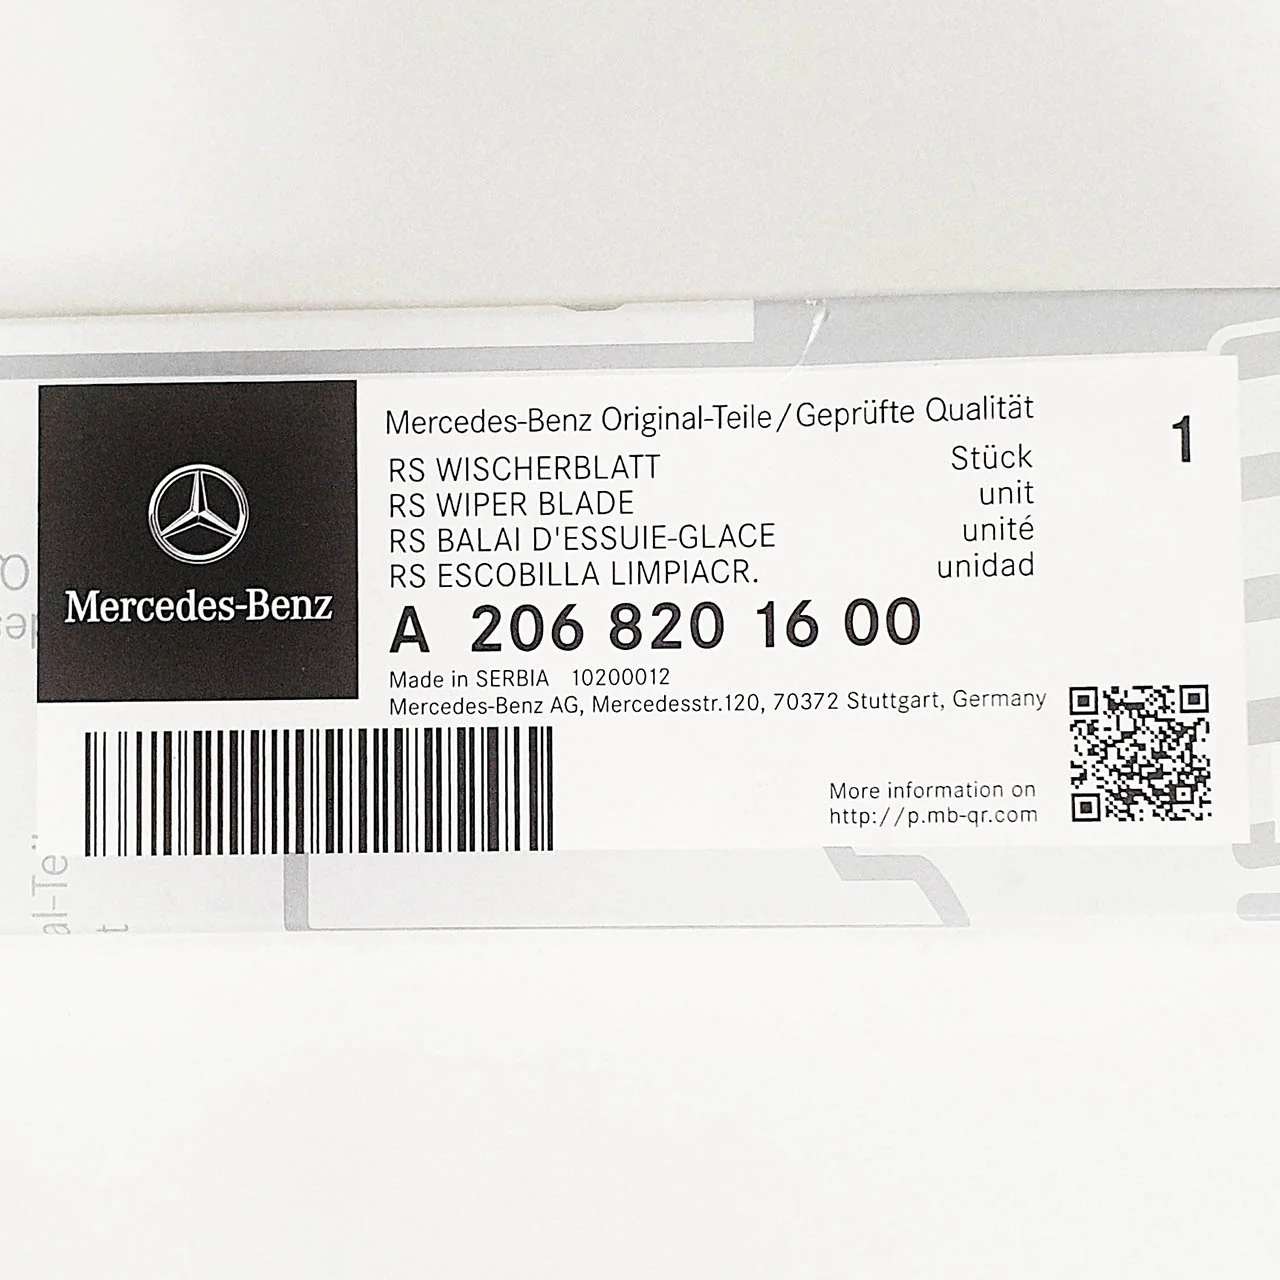 Mercedes-Benz
Mercedes-Benz Original-Teile/Geprüfte Qualität
1
RS WISCHERBLATT Stück
RS WIPER BLADE unit
RS BALAI D'ESSUIE-GLACE unité
RS ESCOBILLA LIMPIACR. unidad
A 206 820 16 00
Made in SERBIA 10200012
Mercedes-Benz AG, Mercedesstr.120, 70372 Stuttgart, Germany
More information on
http://p.mb-qr.com
al-Te"